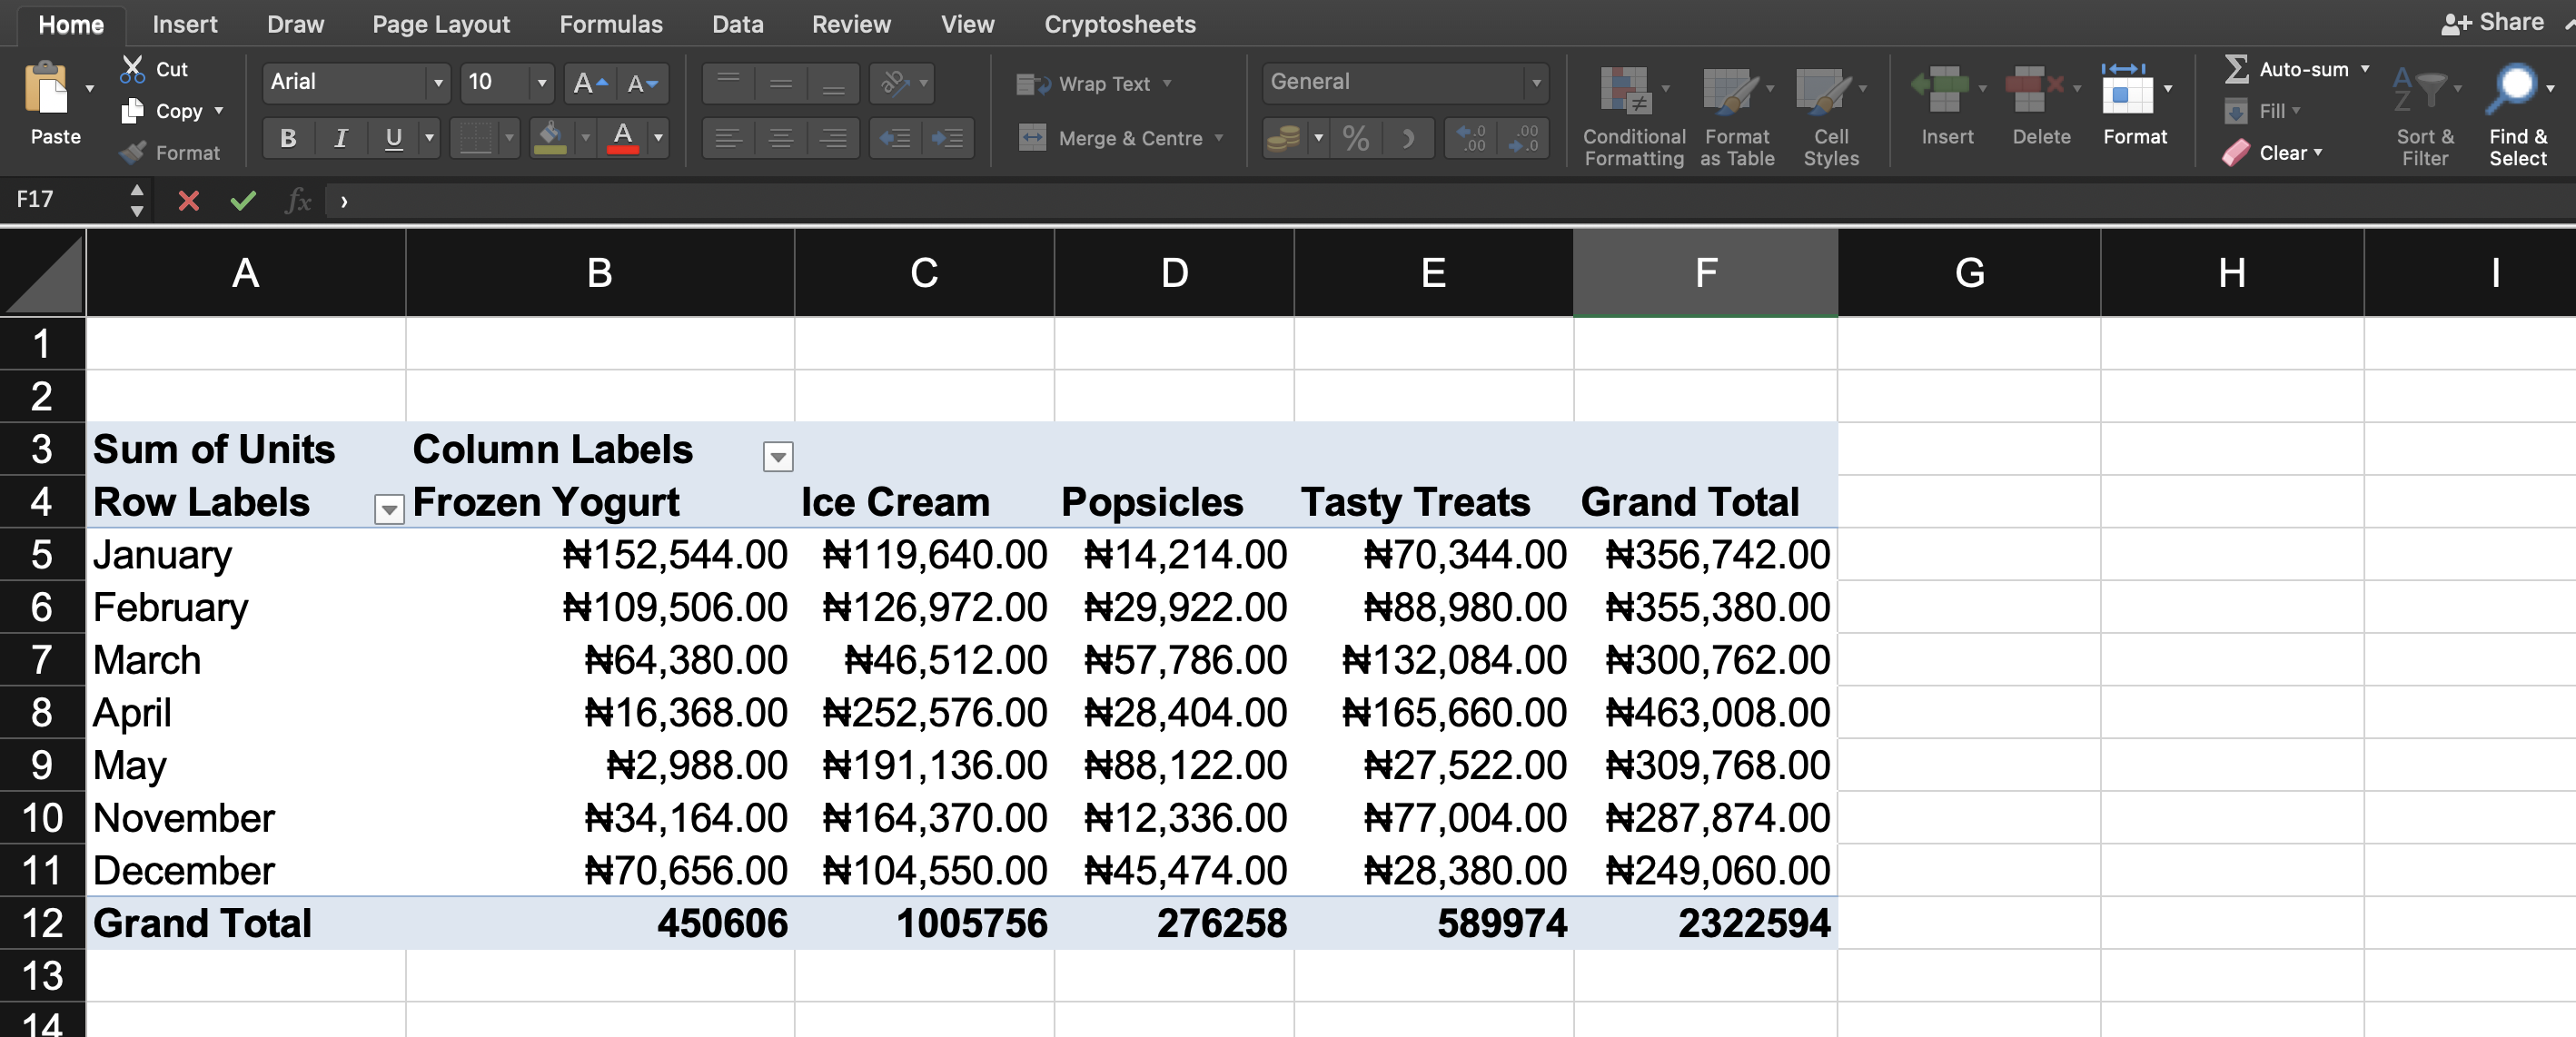 Home Insert Draw Page Layout Formulas Data Review View Cryptosheets Share
Paste Cut Copy Format
Arial 10 A A
B I U A
Wrap Text
Merge & Centre
General
% .0 .00 .00 .0
Conditional Formatting
Format as Table
Cell Styles
Insert Delete Format
Auto-sum
Fill
Clear
Sort & Filter
Find & Select
F17 fx ›
A B C D E F G H I
1
2
3 Sum of Units Column Labels
4 Row Labels Frozen Yogurt Ice Cream Popsicles Tasty Treats Grand Total
5 January ₦152,544.00 ₦119,640.00 ₦14,214.00 ₦70,344.00 ₦356,742.00
6 February ₦109,506.00 ₦126,972.00 ₦29,922.00 ₦88,980.00 ₦355,380.00
7 March ₦64,380.00 ₦46,512.00 ₦57,786.00 ₦132,084.00 ₦300,762.00
8 April ₦16,368.00 ₦252,576.00 ₦28,404.00 ₦165,660.00 ₦463,008.00
9 May ₦2,988.00 ₦191,136.00 ₦88,122.00 ₦27,522.00 ₦309,768.00
10 November ₦34,164.00 ₦164,370.00 ₦12,336.00 ₦77,004.00 ₦287,874.00
11 December ₦70,656.00 ₦104,550.00 ₦45,474.00 ₦28,380.00 ₦249,060.00
12 Grand Total 450606 1005756 276258 589974 2322594
13
14